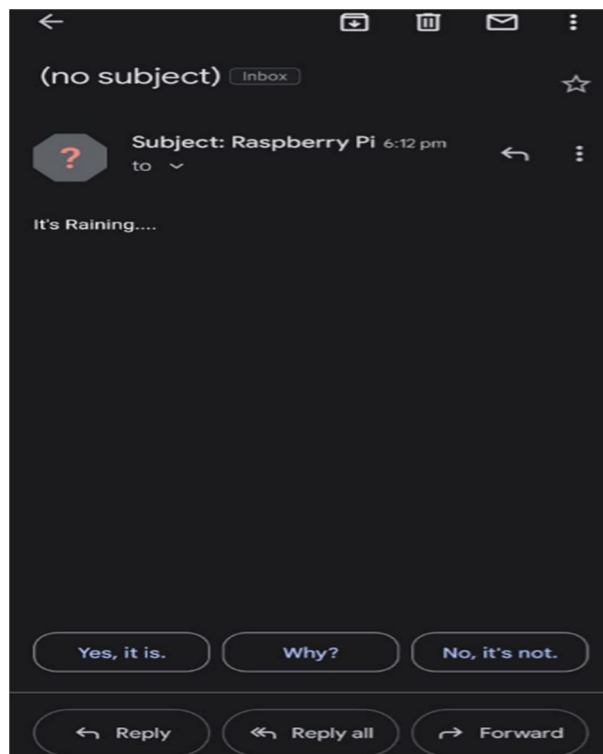 (no subject) Inbox
Subject: Raspberry Pi 6:12 pm
?
to
It's Raining....
Yes, it is. Why? No, it's not.
Reply Reply all Forward